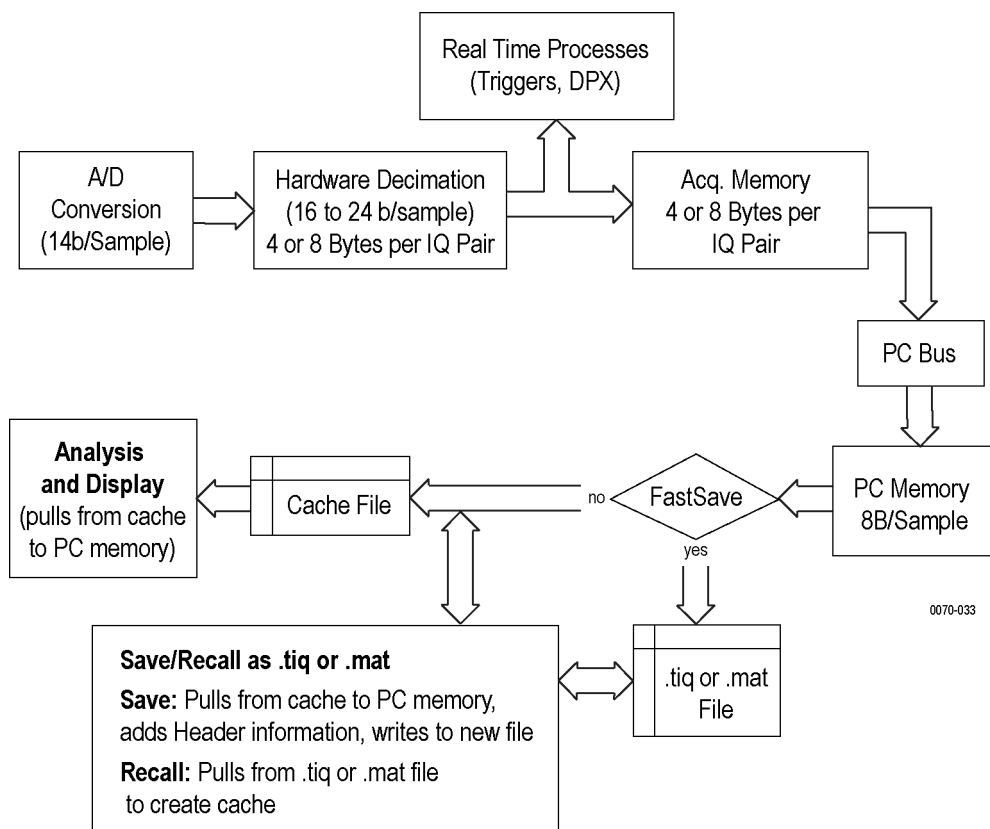 Real Time Processes
(Triggers, DPX)
A/D
Conversion
(14b/Sample)
Hardware Decimation
(16 to 24 b/sample)
4 or 8 Bytes per IQ Pair
Acq. Memory
4 or 8 Bytes per
IQ Pair
PC Bus
PC Memory
8B/Sample
FastSave
no
yes
Cache File
Analysis
and Display
(pulls from cache
to PC memory)
0070-033
.tiq or .mat
File
Save/Recall as .tiq or .mat
Save: Pulls from cache to PC memory,
adds Header information, writes to new file
Recall: Pulls from .tiq or .mat file
to create cache